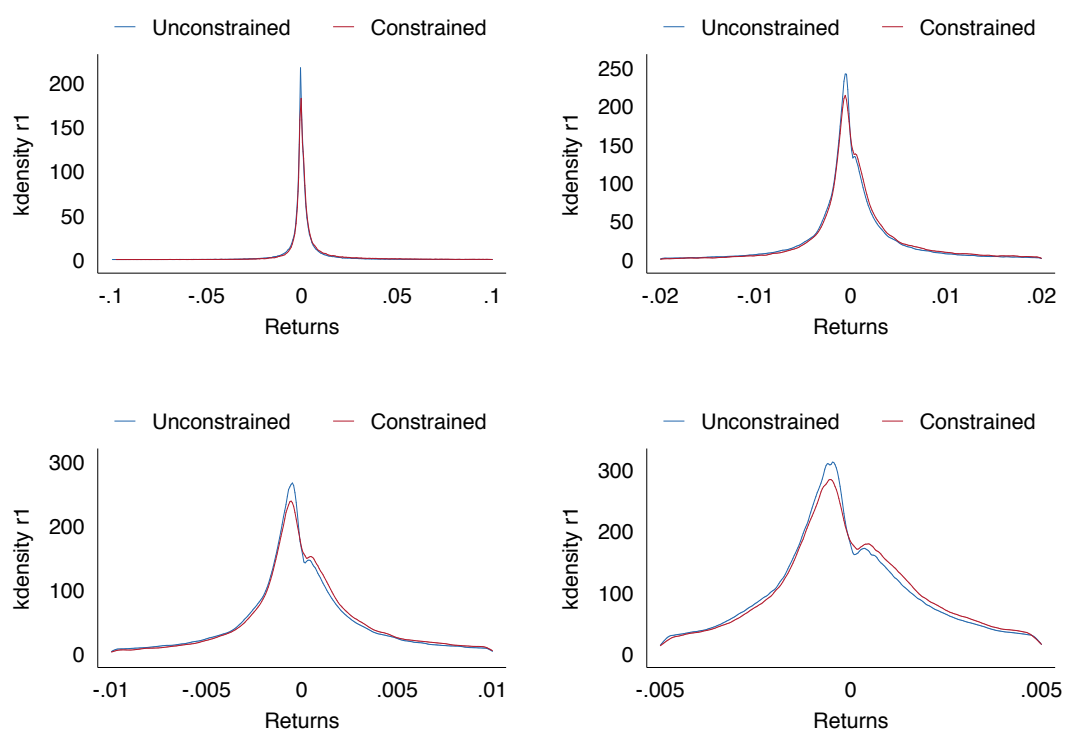 Unconstrained Constrained
kdensity r1
200
150
100
50
0
-.1 -.05 0 .05 .1
Returns
Unconstrained Constrained
kdensity r1
250
200
150
100
50
0
-.02 -.01 0 .01 .02
Returns
Unconstrained Constrained
kdensity r1
300
200
100
0
-.01 -.005 0 .005 .01
Returns
Unconstrained Constrained
kdensity r1
300
200
100
0
-.005 0 .005
Returns